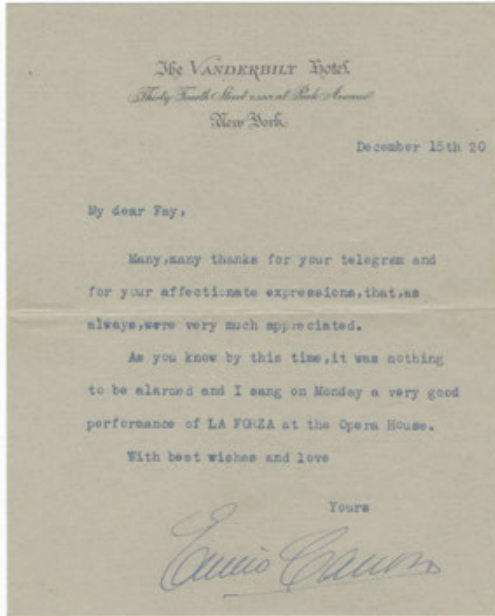 The VANDERBILT Hotel
Thirty Fourth Street east at Park Avenue
New York
December 15th 20
My dear Fay,
Many,many thanks for your telegram and
for your affectionate expressions,that,as
always,were very much appreciated.
As you know by this time,it was nothing
to be alarmed and I sang on Monday a very good
performance of LA FORZA at the Opera House.
With best wishes and love
Yours
Enrico Caruso